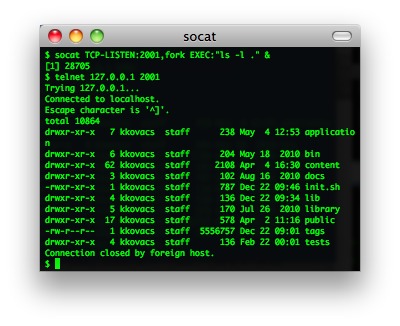 socat
$ socat TCP-LISTEN:2001,fork EXEC:"ls -l ." &
[1] 28705
$ telnet 127.0.0.1 2001
Trying 127.0.0.1...
Connected to localhost.
Escape character is '^]'.
total 10864
drwxr-xr-x   7 kkovacs  staff      238 May  4 12:53 applicatio
n
drwxr-xr-x   6 kkovacs  staff      204 May 18  2010 bin
drwxr-xr-x  62 kkovacs  staff     2108 Apr  4 16:30 content
drwxr-xr-x   3 kkovacs  staff      102 Aug 16  2010 docs
-rwxr-xr-x   1 kkovacs  staff      787 Dec 22 09:46 init.sh
drwxr-xr-x   4 kkovacs  staff      136 Dec 22 09:34 lib
drwxr-xr-x   5 kkovacs  staff      170 Jul 26  2010 library
drwxr-xr-x  17 kkovacs  staff      578 Apr  2 11:16 public
-rw-r--r--   1 kkovacs  staff  5556757 Dec 22 09:01 tags
drwxr-xr-x   4 kkovacs  staff      136 Feb 22 00:01 tests
Connection closed by foreign host.
$